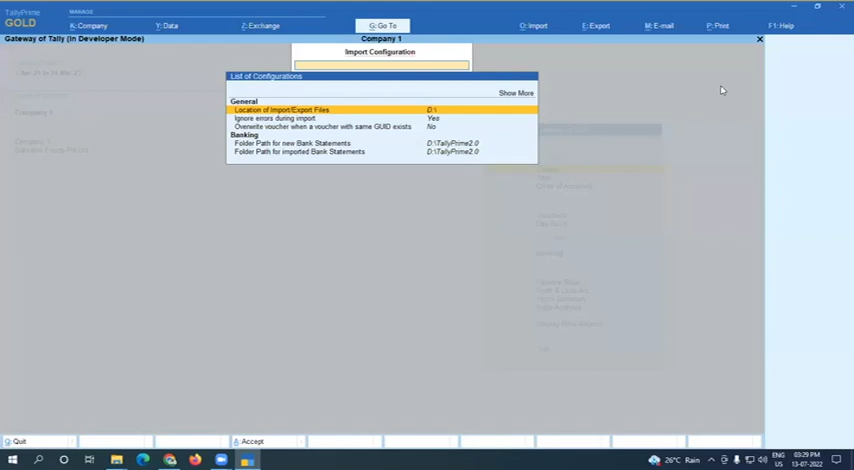 TallyPrime
GOLD
MANAGE
K: Company
Y: Data
Z: Exchange
G: Go To
O: Import
E: Export
M: E-mail
P: Print
F1: Help
Gateway of Tally (In Developer Mode)
Company 1
Import Configuration
List of Configurations
Show More
General
Location of Import/Export Files D:\
Ignore errors during import Yes
Overwrite voucher when a voucher with same GUID exists No
Banking
Folder Path for new Bank Statements D:\TallyPrime2.0
Folder Path for imported Bank Statements D:\TallyPrime2.0
Company 1
Q: Quit
A: Accept
26°C Rain
ENG
US
03:29 PM
13-07-2022